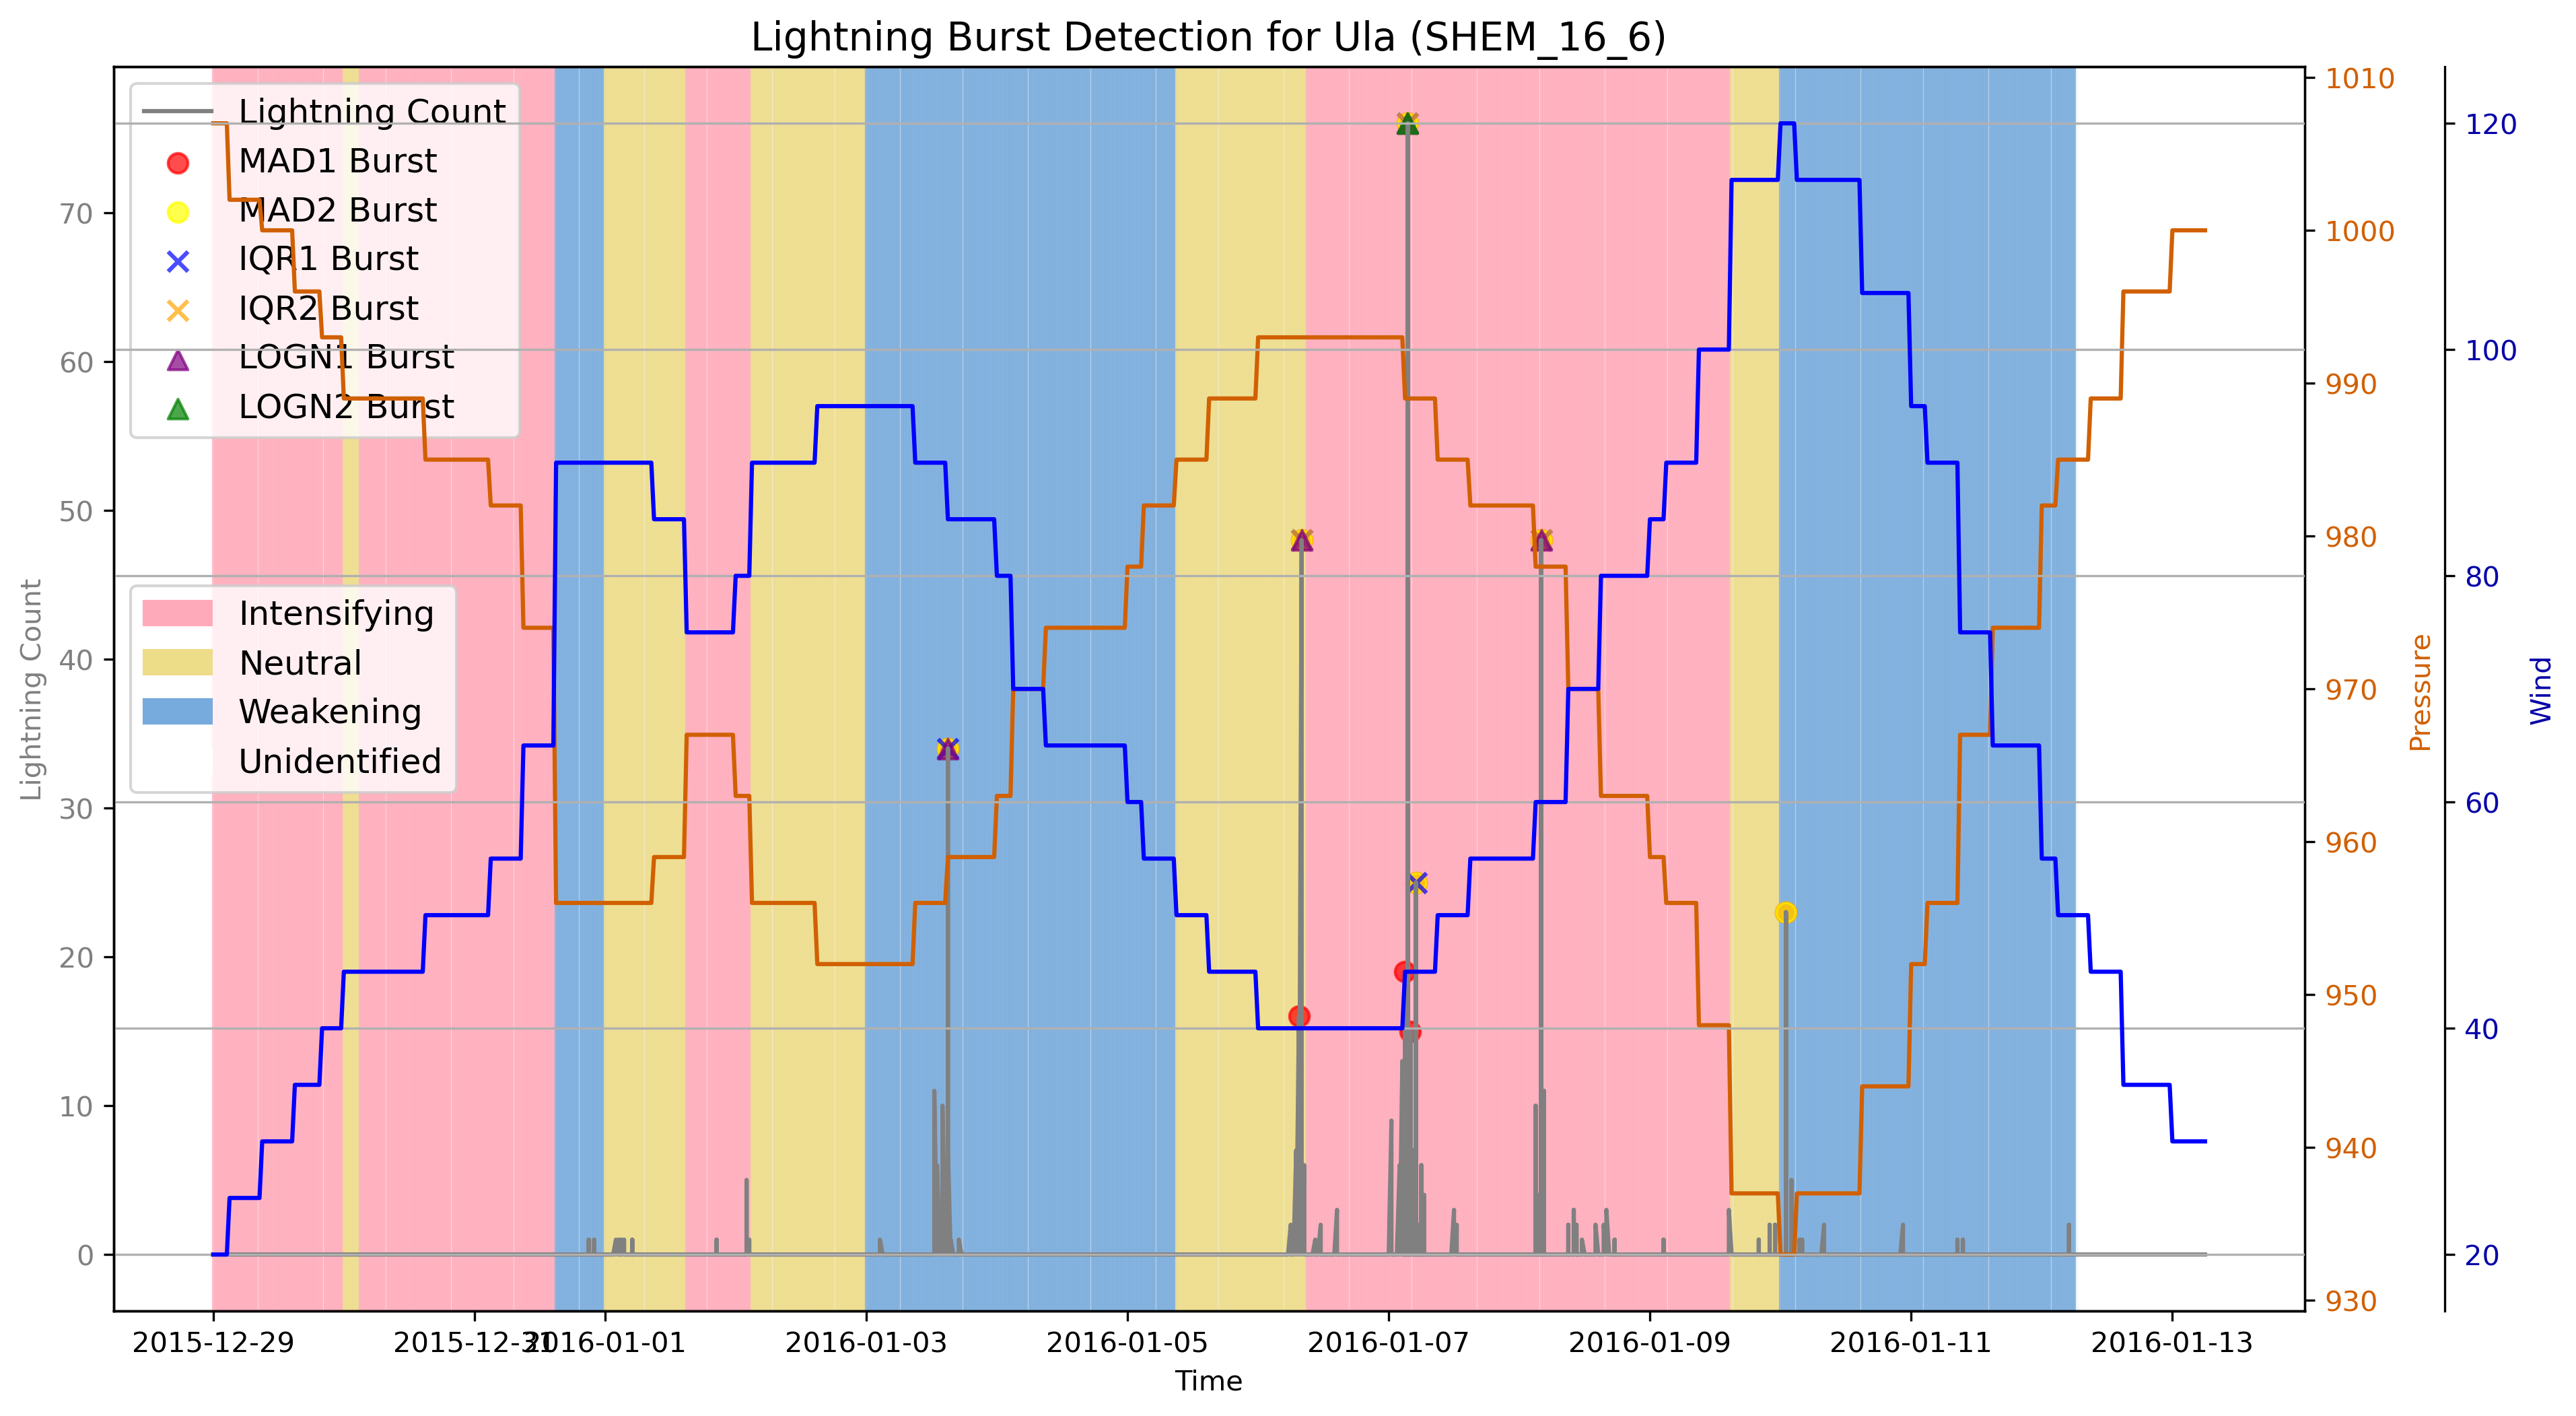 Lightning Burst Detection for Ula (SHEM_16_6)
Lightning Count
MAD1 Burst
MAD2 Burst
IQR1 Burst
IQR2 Burst
LOGN1 Burst
LOGN2 Burst
Intensifying
Neutral
Weakening
Unidentified
Lightning Count
70
60
50
40
30
20
10
0
1010
1000
990
980
970
960
950
940
930
Pressure
120
100
80
60
40
20
Wind
2015-12-29
2015-12-31
2016-01-01
2016-01-03
2016-01-05
2016-01-07
2016-01-09
2016-01-11
2016-01-13
Time